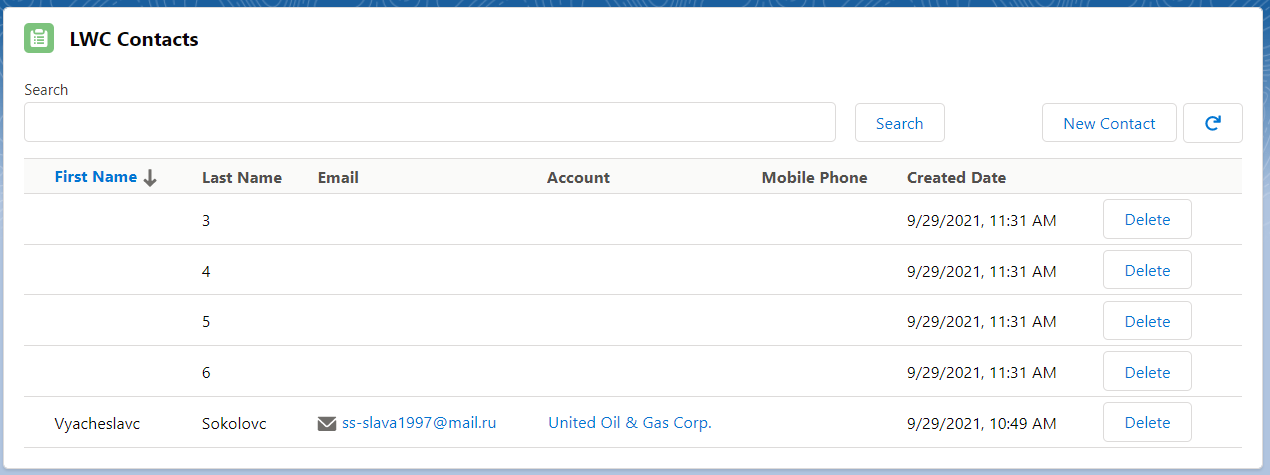 LWC Contacts
Search
Search New Contact
First Name Last Name Email Account Mobile Phone Created Date
3 9/29/2021, 11:31 AM Delete
4 9/29/2021, 11:31 AM Delete
5 9/29/2021, 11:31 AM Delete
6 9/29/2021, 11:31 AM Delete
Vyacheslavc Sokolovc ss-slava1997@mail.ru United Oil & Gas Corp. 9/29/2021, 10:49 AM Delete